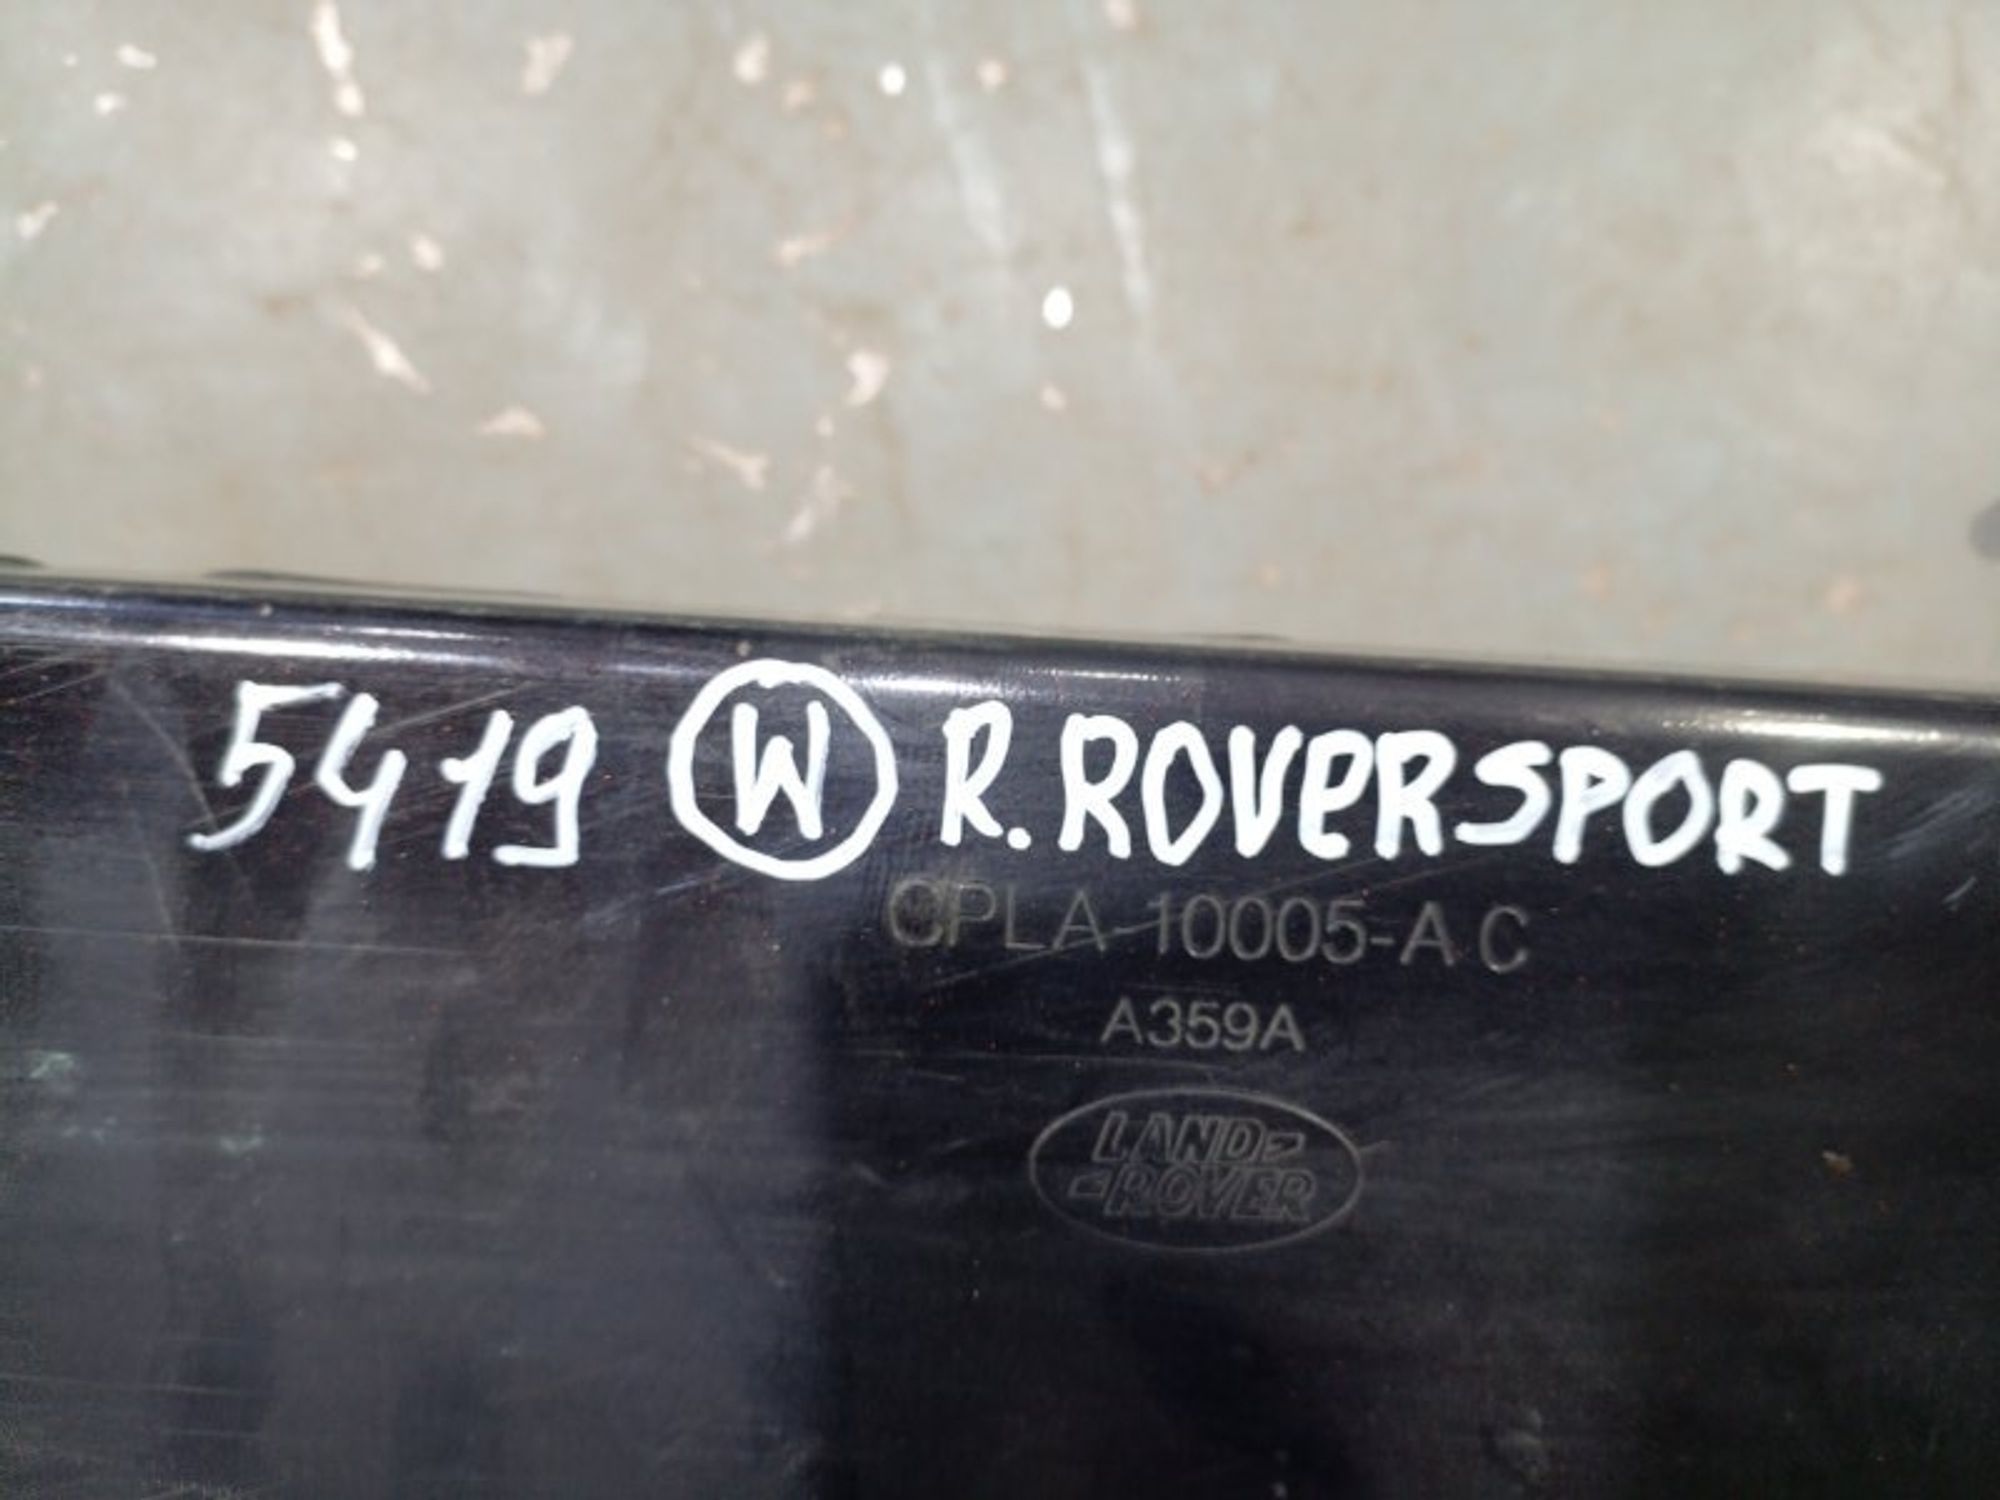 5419 W R. ROVERSPORT
CPLA-10005-AC
A359A
LAND
ROVER